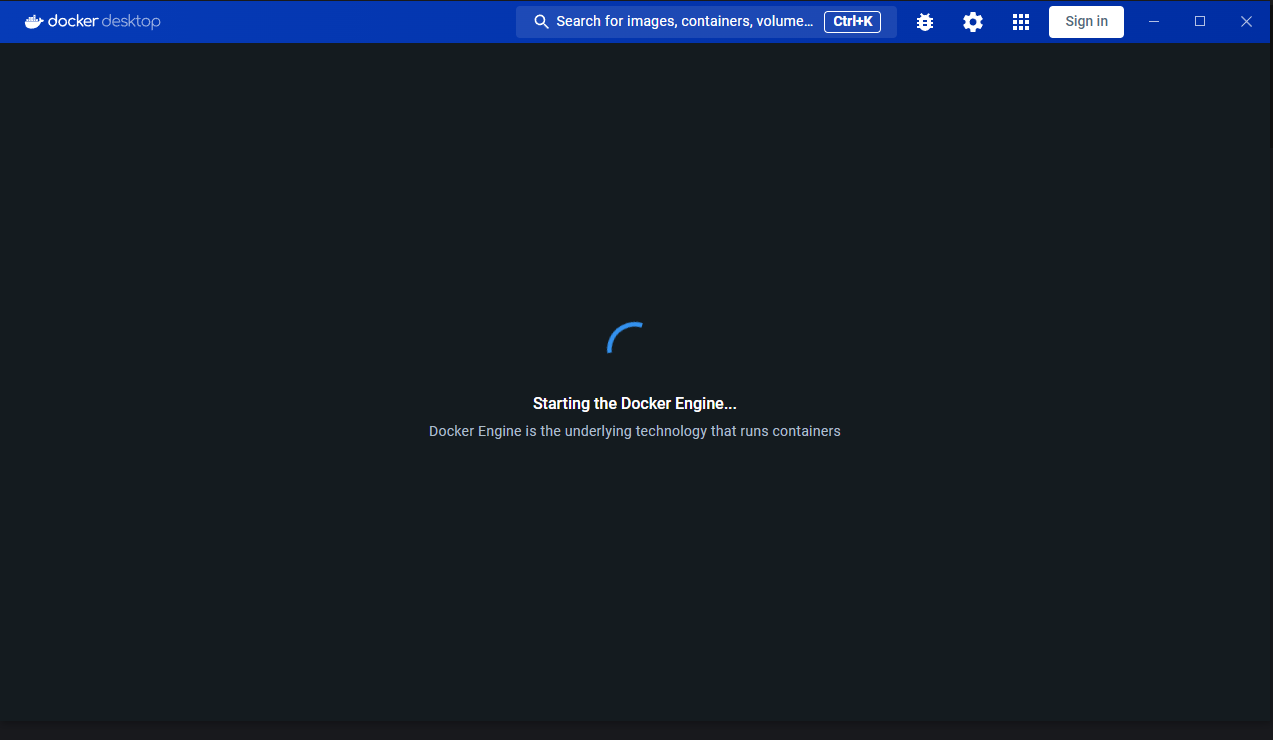 docker desktop
Search for images, containers, volume... Ctrl+K
Sign in
Starting the Docker Engine...
Docker Engine is the underlying technology that runs containers